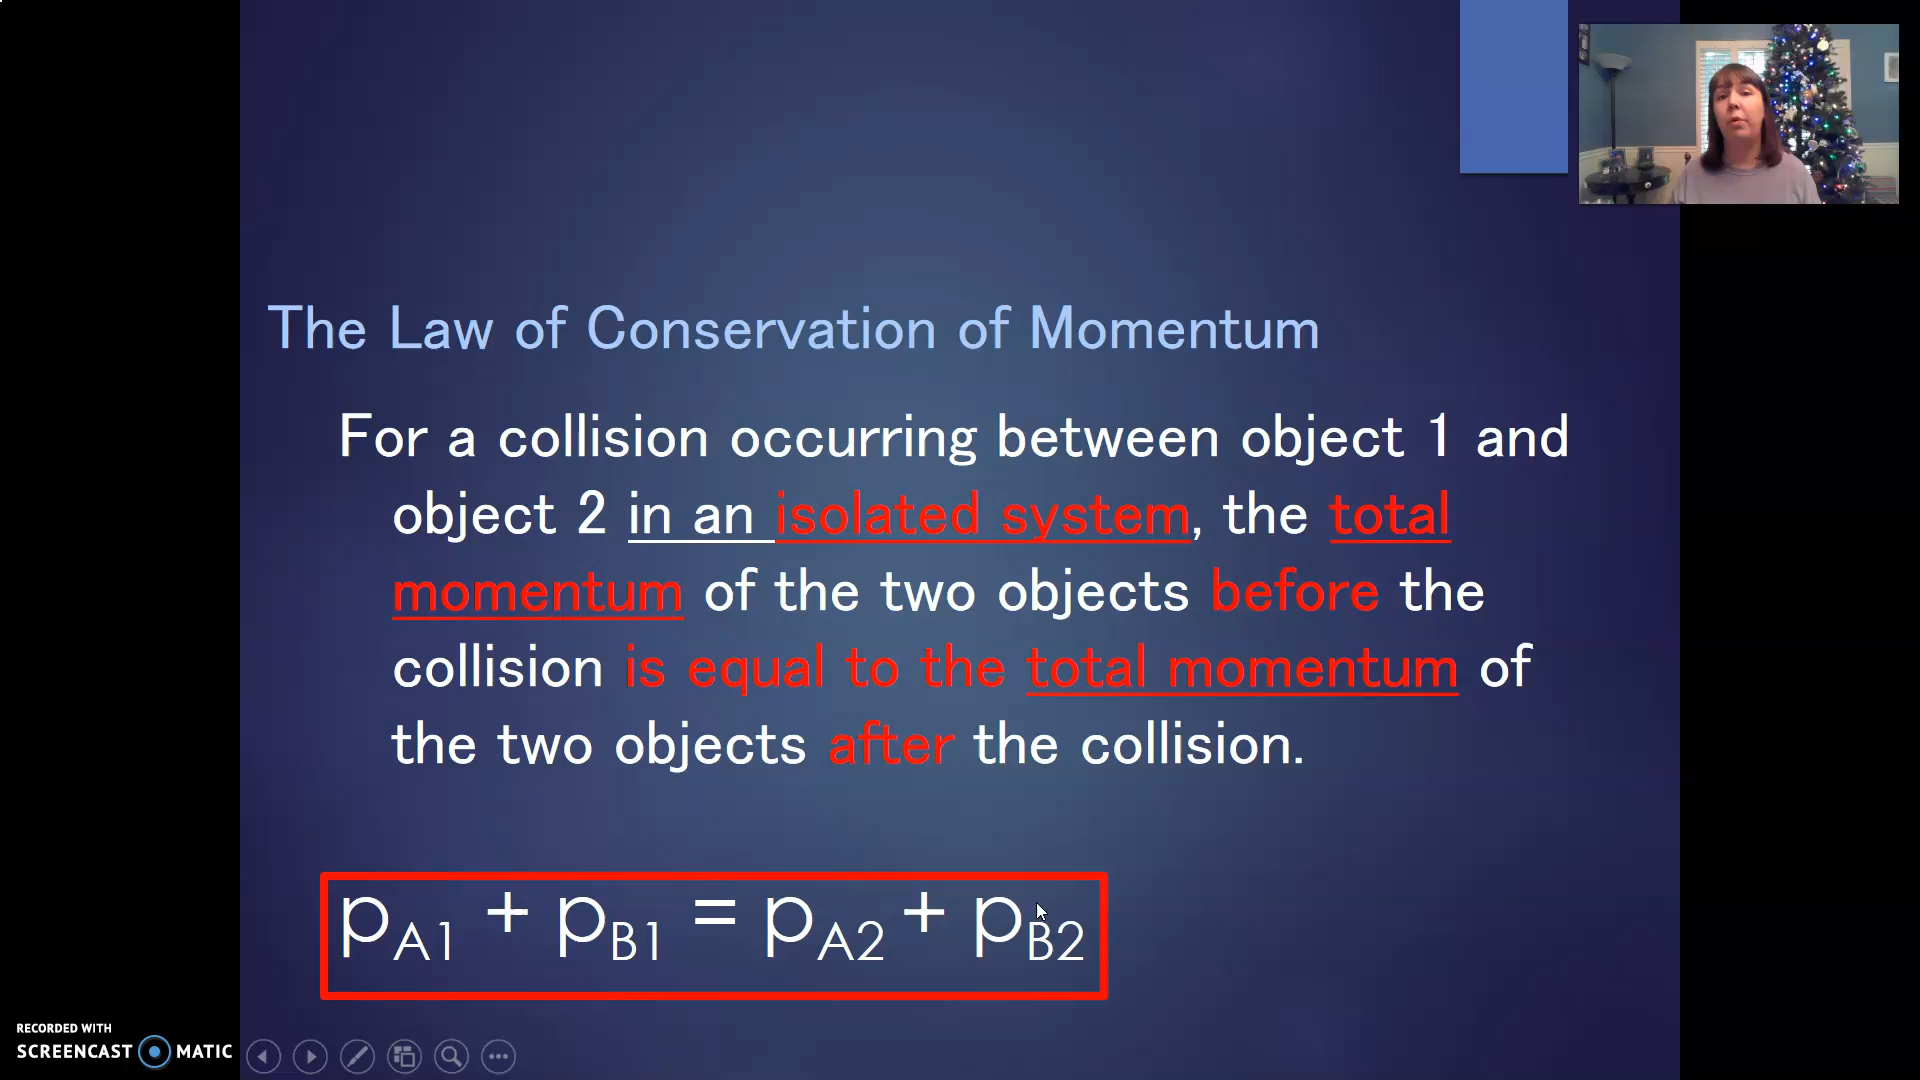 The Law of Conservation of Momentum
For a collision occurring between object 1 and
object 2 in an isolated system, the total
momentum of the two objects before the
collision is equal to the total momentum of
the two objects after the collision.
pA1 + pB1 = pA2 + pB2
RECORDED WITH
SCREENCAST MATIC